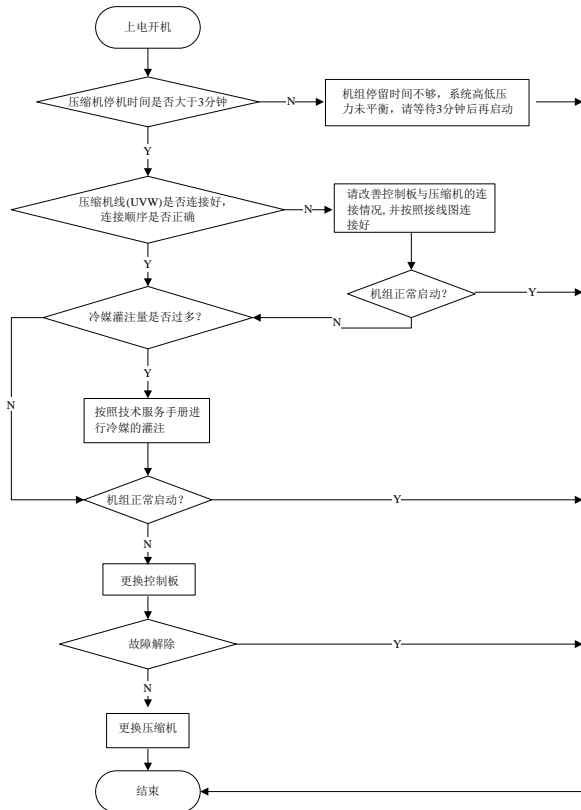 上电开机
压缩机停机时间是否大于3分钟
N
机组停留时间不够，系统高低压
力未平衡，请等待3分钟后再启动
Y
压缩机线(UVW)是否连接好，
连接顺序是否正确
N
请改善控制板与压缩机的连
接情况,并按照接线图连
接好
Y
机组正常启动？
Y
N
冷媒灌注量是否过多？
Y
N
按照技术服务手册进
行冷媒的灌注
机组正常启动？
Y
N
更换控制板
故障解除
Y
N
更换压缩机
结束